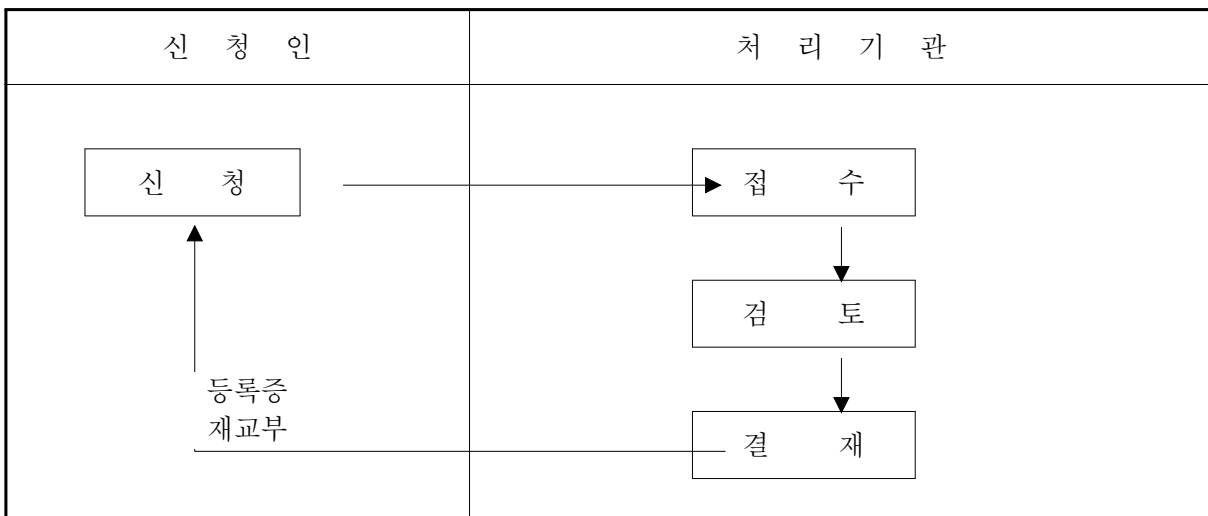 신 청 인
처 리 기 관
신 청
접 수
검 토
등록증
재교부
결 재